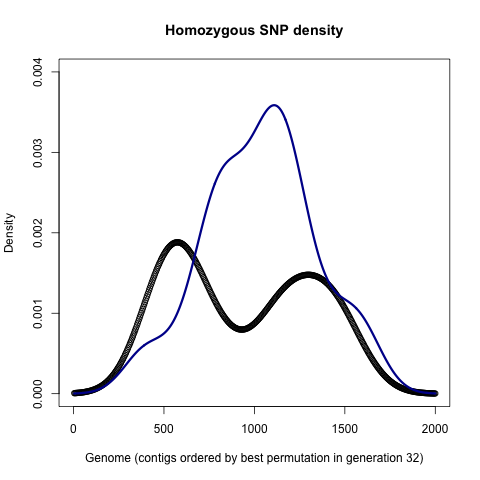 Homozygous SNP density
Density
0.004
0.003
0.002
0.001
0.000
0 500 1000 1500 2000
Genome (contigs ordered by best permutation in generation 32)